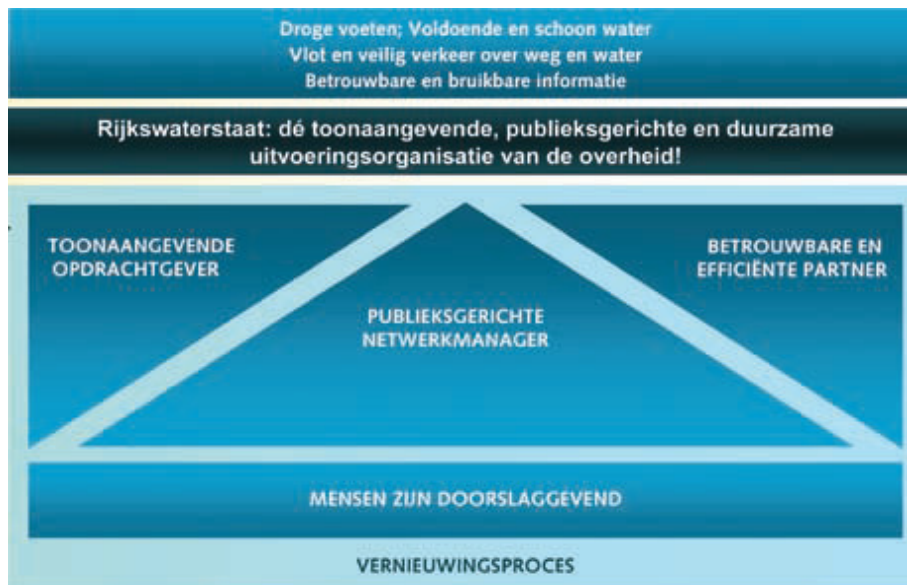 Droge voeten; Voldoende en schoon water
Vlot en veilig verkeer over weg en water
Betrouwbare en bruikbare informatie
Rijkswaterstaat: dé toonaangevende, publieksgerichte en duurzame
uitvoeringsorganisatie van de overheid!
TOONAANGEVENDE
OPDRACHTGEVER
BETROUWBARE EN
EFFICIËNTE PARTNER
PUBLIEKSGERICHTE
NETWERKMANAGER
MENSEN ZIJN DOORSLAGGEVEND
VERNIEUWINGSPROCES